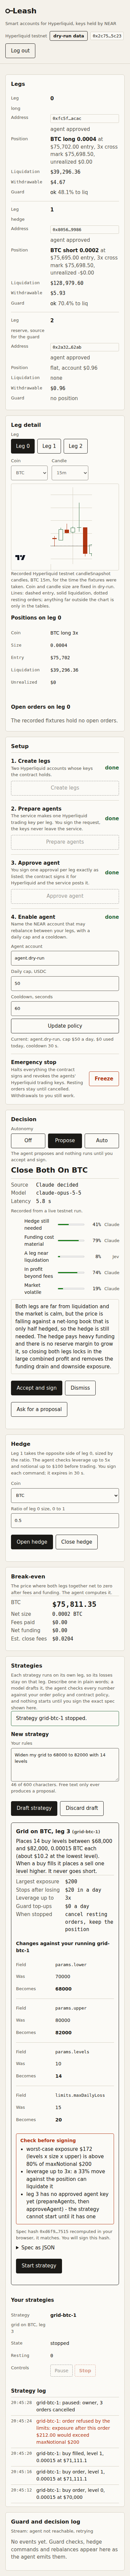 O-Leash
Smart accounts for Hyperliquid, keys held by NEAR
Hyperliquid testnet dry-run data 0x2c75…5c23
Log out
Legs
Leg 0
long
Address 0xfc5f…acac
agent approved
Position BTC long 0.0004 at
$75,702.00 entry, 3x cross
mark $75,698.50,
unrealized $0.00
Liquidation $39,296.36
Withdrawable $4.67
Guard ok 48.1% to liq
Leg 1
hedge
Address 0xd056…9986
agent approved
Position BTC short 0.0002 at
$75,695.00 entry, 3x cross
mark $75,698.50,
unrealized -$0.00
Liquidation $128,979.60
Withdrawable $5.93
Guard ok 70.4% to liq
Leg 2
reserve, source
for the guard
Address 0x2a32…62ab
agent approved
Position flat, account $0.96
Liquidation none
Withdrawable $0.96
Guard no position
Leg detail
Leg
Leg 0 Leg 1 Leg 2
Coin Candle
BTC 15m
Recorded Hyperliquid testnet candleSnapshot
candles, BTC 15m, for the time the fixtures were
taken. Coin and candle size are fixed in dry-run.
Lines: dashed entry, solid liquidation, dotted
resting orders; anything far outside the chart is
only in the tables.
Positions on leg 0
Coin BTC long 3x
Size 0.0004
Entry $75,702
Liquidation $39,296.36
Unrealized $0
Open orders on leg 0
The recorded fixtures hold no open orders.
Setup
1. Create legs
Two Hyperliquid accounts whose
keys the contract holds.
done
Create legs
2. Prepare agents
The service makes one Hyperliquid
trading key per leg. You sign the request,
the keys never leave the service.
done
Prepare agents
3. Approve agent
You sign one approval per leg exactly as
listed; the contract signs it for
Hyperliquid and the service posts it.
done
Approve agent
4. Enable agent
Name the NEAR account that may
rebalance between your legs, with a
daily cap and a cooldown.
done
Agent account
agent.dry-run
Daily cap, USDC
50
Cooldown, seconds
60
Update policy
Current: agent.dry-run, cap $50 a day, $0 used
today, cooldown 30 s.
Emergency stop
Halts everything the contract
signs and revokes the agents'
Hyperliquid trading keys. Resting
orders stay until cancelled.
Withdrawals to you still work.
Freeze
Decision
Autonomy
Off Propose Auto
The agent proposes and nothing runs until you
accept and sign.
Close Both On BTC
Source Claude decided
Model claude-opus-5-5
Latency 5.8 s
Recorded from a live testnet run.
Hedge still
needed 41% Claude
Funding cost
material 79% Claude
A leg near
liquidation 8% Jev
In profit
beyond fees 74% Claude
Market
volatile 19% Claude
Both legs are far from liquidation and
the market is calm, but the price is
falling against a net-long book that is
only half hedged, so the hedge is still
needed. The hedge pays heavy funding
and there is no reserve margin to grow
it, so closing both legs locks in the
large combined profit and removes the
funding drain and downside exposure.
Accept and sign Dismiss
Ask for a proposal
Hedge
Leg 1 takes the opposite side of leg 0, sized by
the ratio. The agent checks leverage up to 5x
and notional up to $100 before trading. You sign
each command; it expires in 30 s.
Coin
BTC
Ratio of leg 0 size, 0 to 1
0.5
Open hedge Close hedge
Break-even
The price where both legs together net to zero
after fees and funding. The agent computes it.
BTC $75,811.35
Net size 0.0002 BTC
Fees paid $0.00
Net funding $0.00
Est. close fees $0.0204
Strategies
Each strategy runs on its own leg, so its losses
stay on that leg. Describe one in plain words; a
model drafts it, the agent checks the numbers
against your order policy and contract policy,
and nothing starts until you sign the exact spec
shown here.
Strategy grid-btc-1 stopped.
New strategy
Your rules
Widen my grid to 68000 to 82000 with 14
levels
46 of 600 characters. Free text only ever
produces a proposal.
Draft strategy Discard draft
Grid on BTC, leg 3 (grid-btc-1)
Places 14 buy levels between $68,000
and $82,000, 0.00015 BTC each
(about $10.2 at the lowest level).
When a buy fills it places a sell one
level higher. It never goes short.
Largest exposure $200
Stops after losing $20 in a day
Leverage up to 3x
Guard top-ups $0 a day
When stopped cancel resting
orders, keep the
position
Changes against your running grid-
btc-1
Field params.lower
Was 70000
Becomes 68000
Field params.upper
Was 80000
Becomes 82000
Field params.levels
Was 10
Becomes 14
Field limits.maxDailyLoss
Was 15
Becomes 20
Check before signing
worst-case exposure $172
(levels x size x upper) is above
80% of maxNotional $200
leverage up to 3x: a 33% move
against the position can
liquidate it
leg 3 has no approved agent key
yet (prepareAgents, then
approveAgent) - the strategy
cannot start until it has one
Spec as JSON
Start strategy
Your strategies
Strategy grid-btc-1
grid on BTC, leg
3
State stopped
Resting 0
Controls Pause Stop
Strategy log
grid-btc-1: paused: owner, 3
orders cancelled
grid-btc-1: order refused by the
limits: exposure after this order
$212.00 would exceed
maxNotional $200
grid-btc-1: buy filled, level 1,
0.00015 at $71,111.1
grid-btc-1: buy order, level 1,
0.00015 at $71,111.1
grid-btc-1: buy order, level 0,
0.00015 at $70,000
Guard and decision log
Stream: agent not reachable, retrying
No events yet. Guard checks, hedge
commands and rebalances appear here as
the agent emits them.